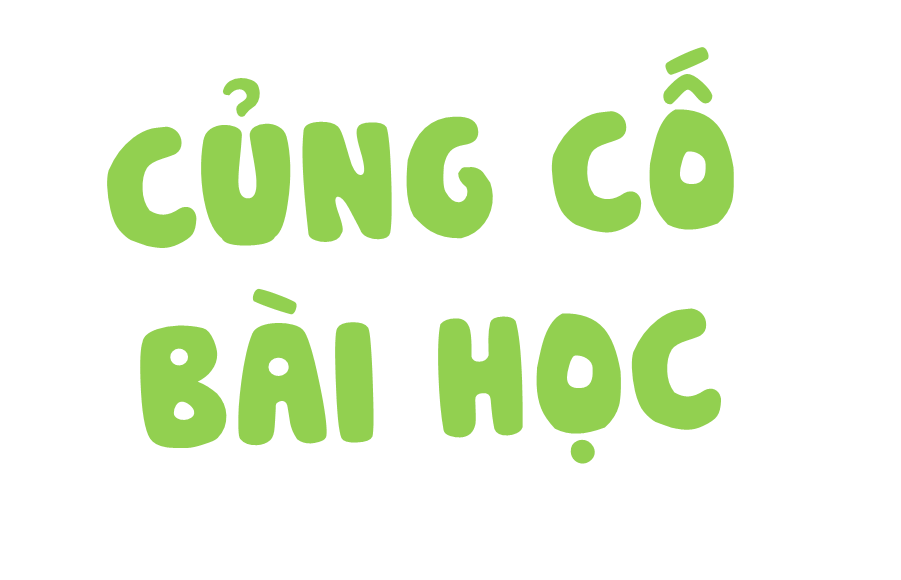 CỦNG CỐ
BÀI HỌC